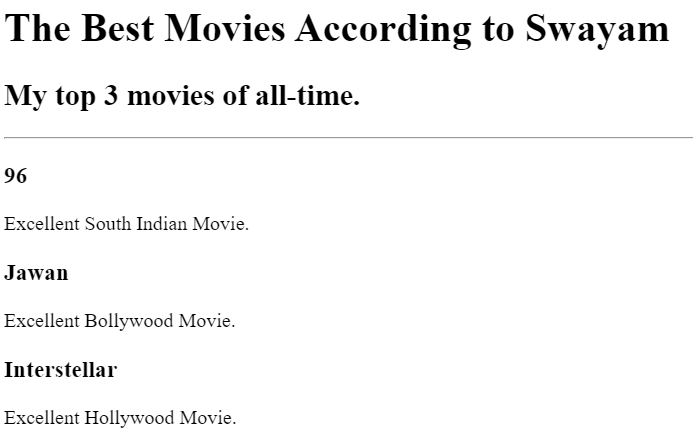 The Best Movies According to Swayam
My top 3 movies of all-time.
96
Excellent South Indian Movie.
Jawan
Excellent Bollywood Movie.
Interstellar
Excellent Hollywood Movie.